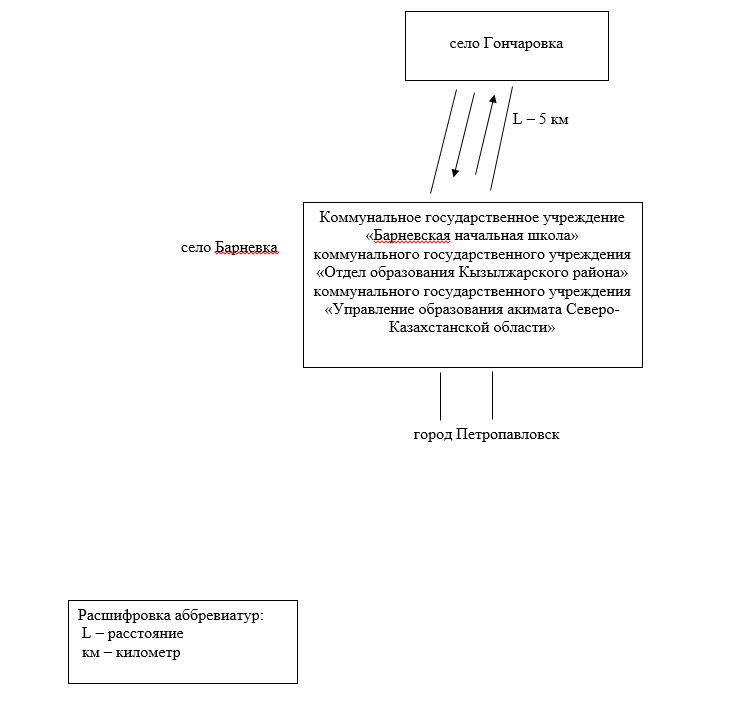 село Гончаровка
L – 5 км
Коммунальное государственное учреждение
«Барневская начальная школа»
село Барневка
коммунального государственного учреждения
«Отдел образования Кызылжарского района»
коммунального государственного учреждения
«Управление образования акимата Северо-
Казахстанской области»
город Петропавловск
Расшифровка аббревиатур:
L – расстояние
км – километр